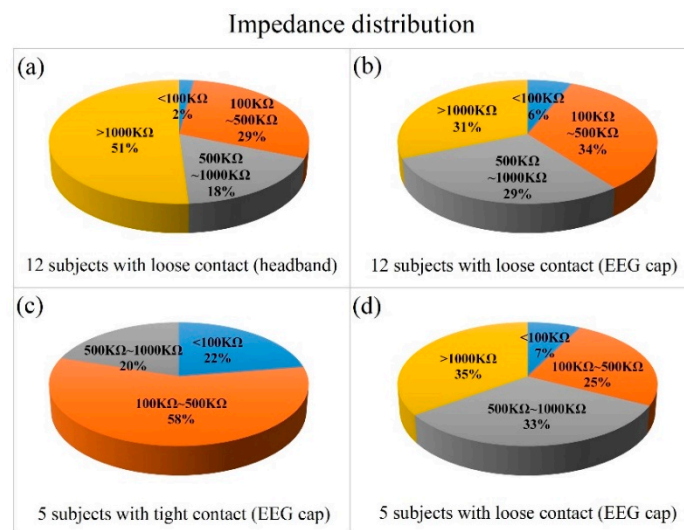 Impedance distribution
(a)
<100KΩ
2%
100KΩ
~500KΩ
29%
>1000KΩ
51%
500KΩ
~1000KΩ
18%
12 subjects with loose contact (headband)
(b)
<100KΩ
6%
100KΩ
~500KΩ
34%
>1000KΩ
31%
500KΩ
~1000KΩ
29%
12 subjects with loose contact (EEG cap)
(c)
<100KΩ
22%
500KΩ~1000KΩ
20%
100KΩ~500KΩ
58%
5 subjects with tight contact (EEG cap)
(d)
<100KΩ
7%
>1000KΩ
35%
100KΩ~500KΩ
25%
500KΩ~1000KΩ
33%
5 subjects with loose contact (EEG cap)